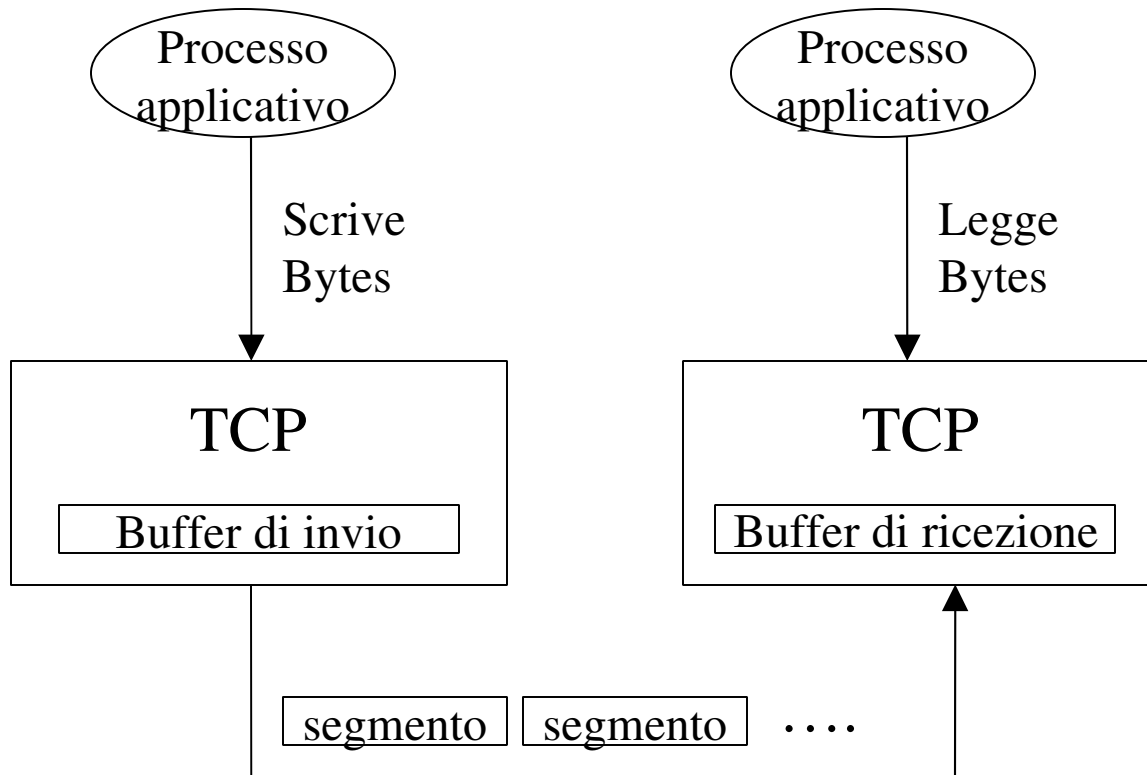 Processo
applicativo
Processo
applicativo
Scrive
Bytes
Legge
Bytes
TCP
TCP
Buffer di invio
Buffer di ricezione
segmento
segmento
....